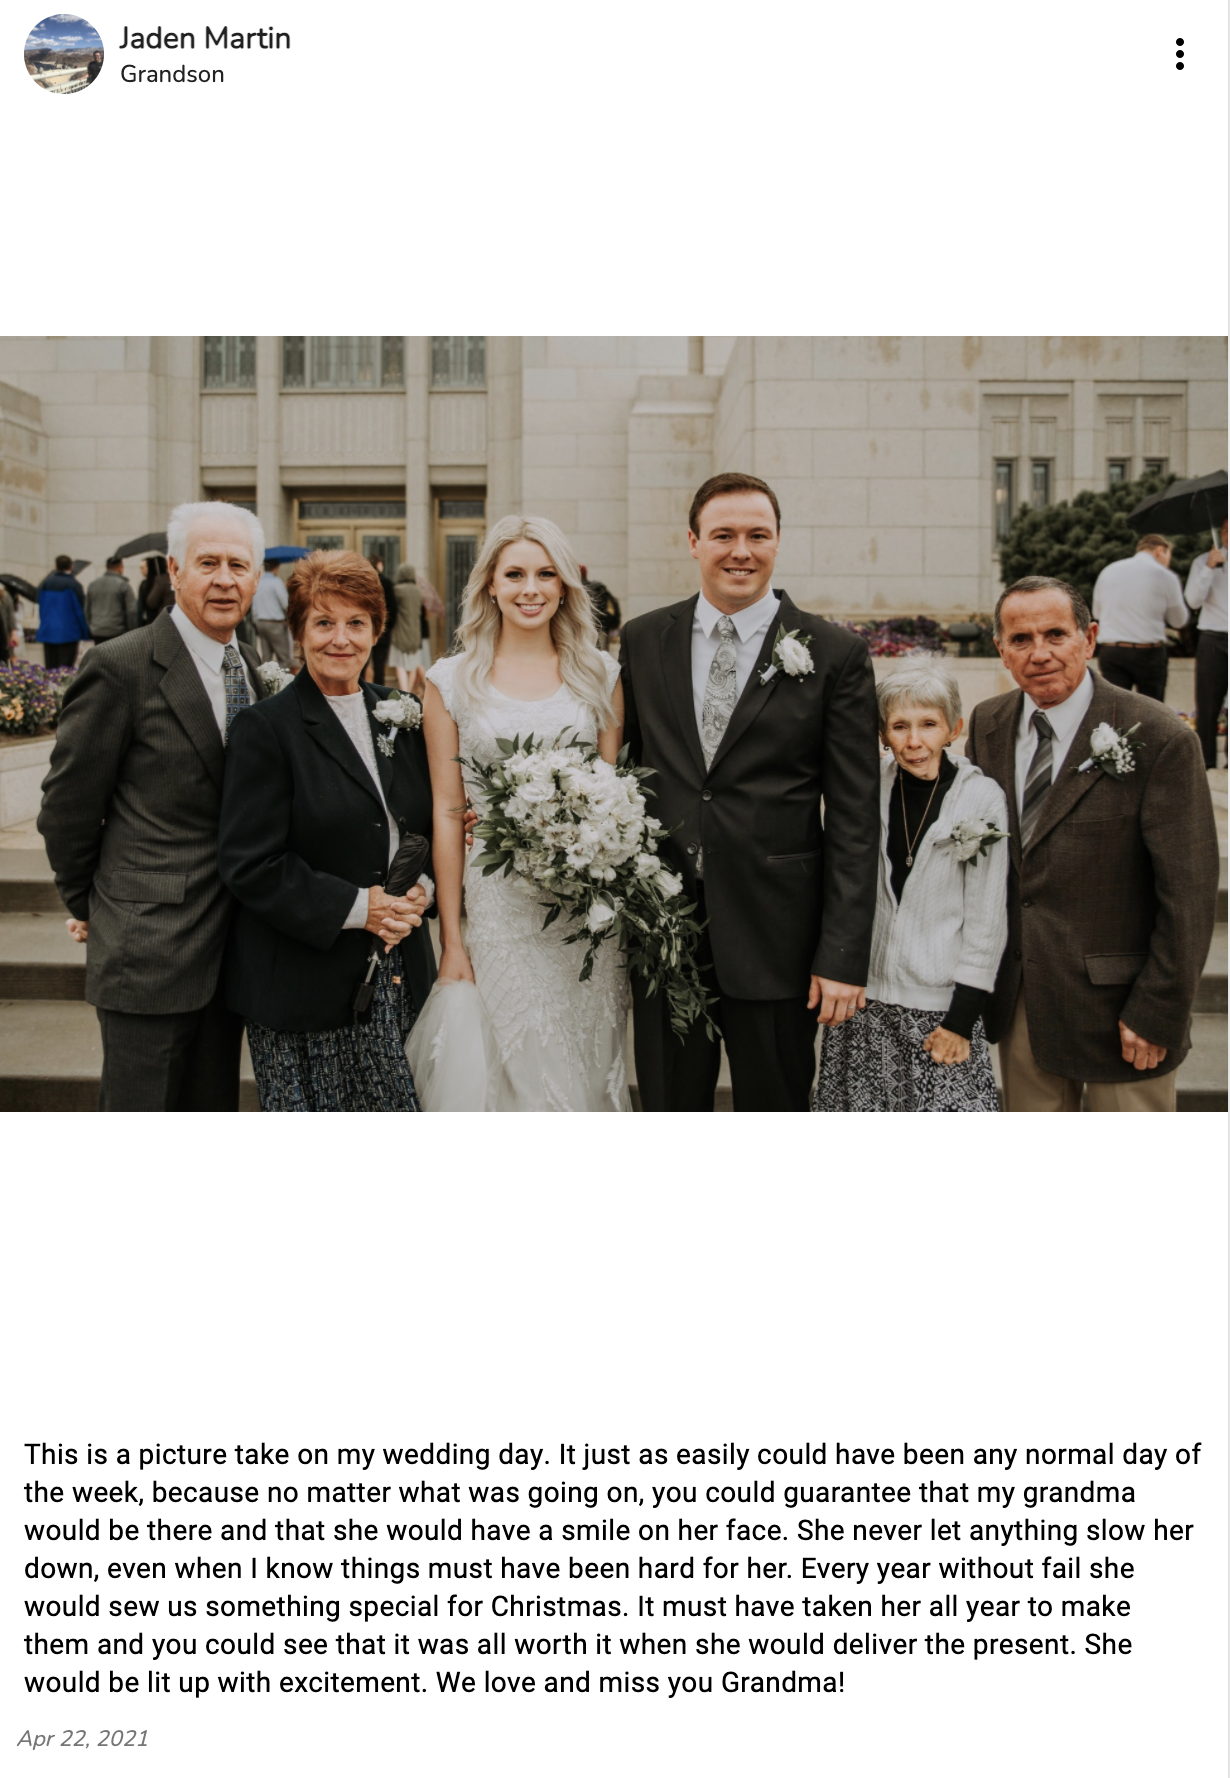 Jaden Martin
Grandson
This is a picture take on my wedding day. It just as easily could have been any normal day of
the week, because no matter what was going on, you could guarantee that my grandma
would be there and that she would have a smile on her face. She never let anything slow her
down, even when I know things must have been hard for her. Every year without fail she
would sew us something special for Christmas. It must have taken her all year to make
them and you could see that it was all worth it when she would deliver the present. She
would be lit up with excitement. We love and miss you Grandma!
Apr 22, 2021